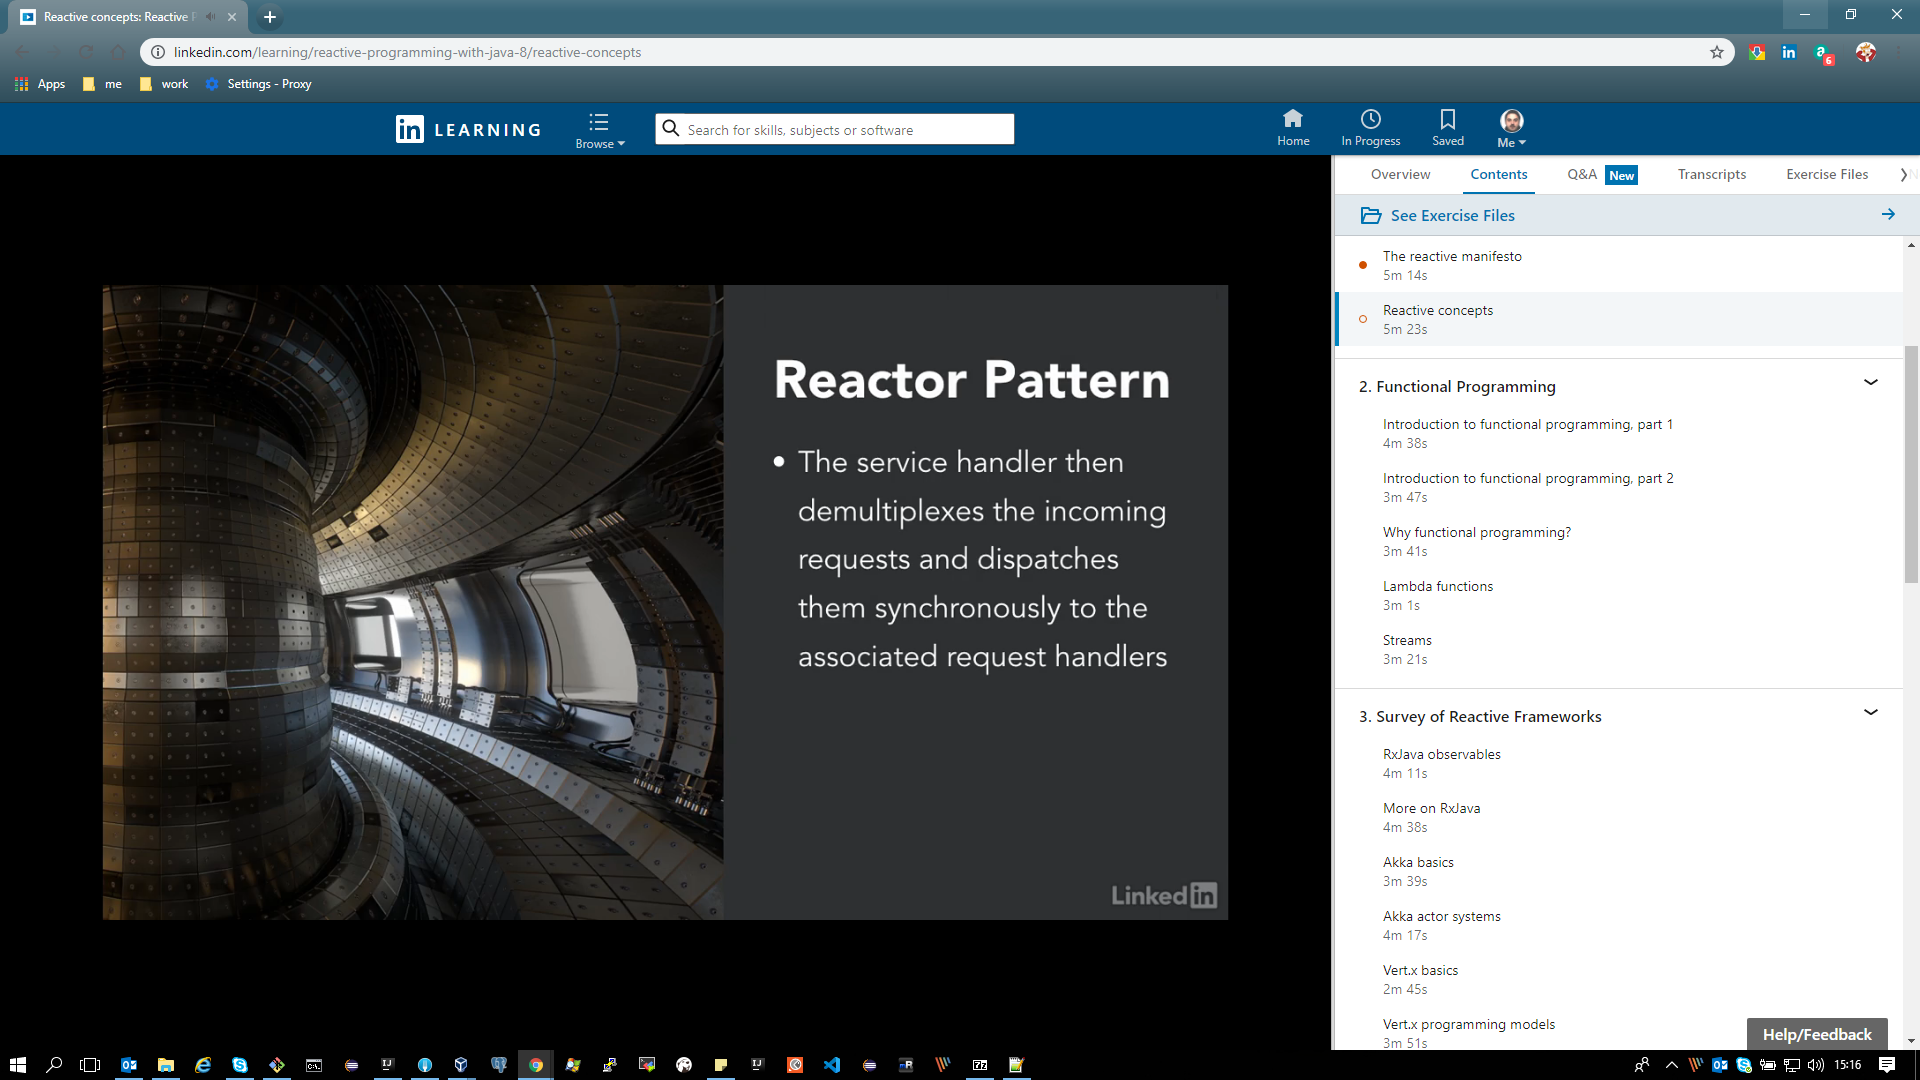 Reactive concepts: Reactive
linkedin.com/learning/reactive-programming-with-java-8/reactive-concepts
6
Apps
me
work
Settings - Proxy
in LEARNING
Browse
Search for skills, subjects or software
Home
In Progress
Saved
Me
Overview
Contents
Q&A New
Transcripts
Exercise Files
See Exercise Files
The reactive manifesto
5m 14s
Reactive concepts
5m 23s
2. Functional Programming
Introduction to functional programming, part 1
4m 38s
Introduction to functional programming, part 2
3m 47s
Why functional programming?
3m 41s
Lambda functions
3m 1s
Streams
3m 21s
3. Survey of Reactive Frameworks
RxJava observables
4m 11s
More on RxJava
4m 38s
Akka basics
3m 39s
Akka actor systems
4m 17s
Vert.x basics
2m 45s
Vert.x programming models
3m 51s
Help/Feedback
Reactor Pattern
• The service handler then
demultiplexes the incoming
requests and dispatches
them synchronously to the
associated request handlers
Linked in
15:16